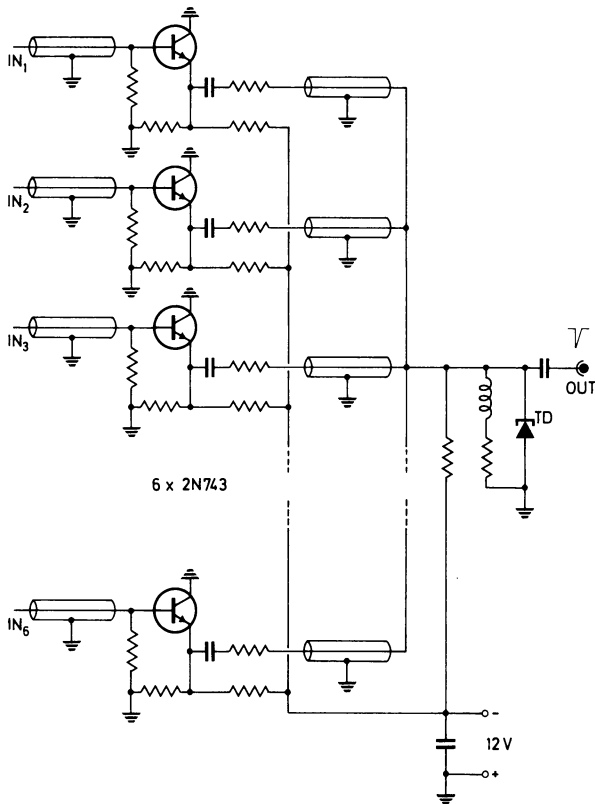 IN1
IN2
IN3
TD
OUT
6 x 2N743
IN6
-
12 V
+